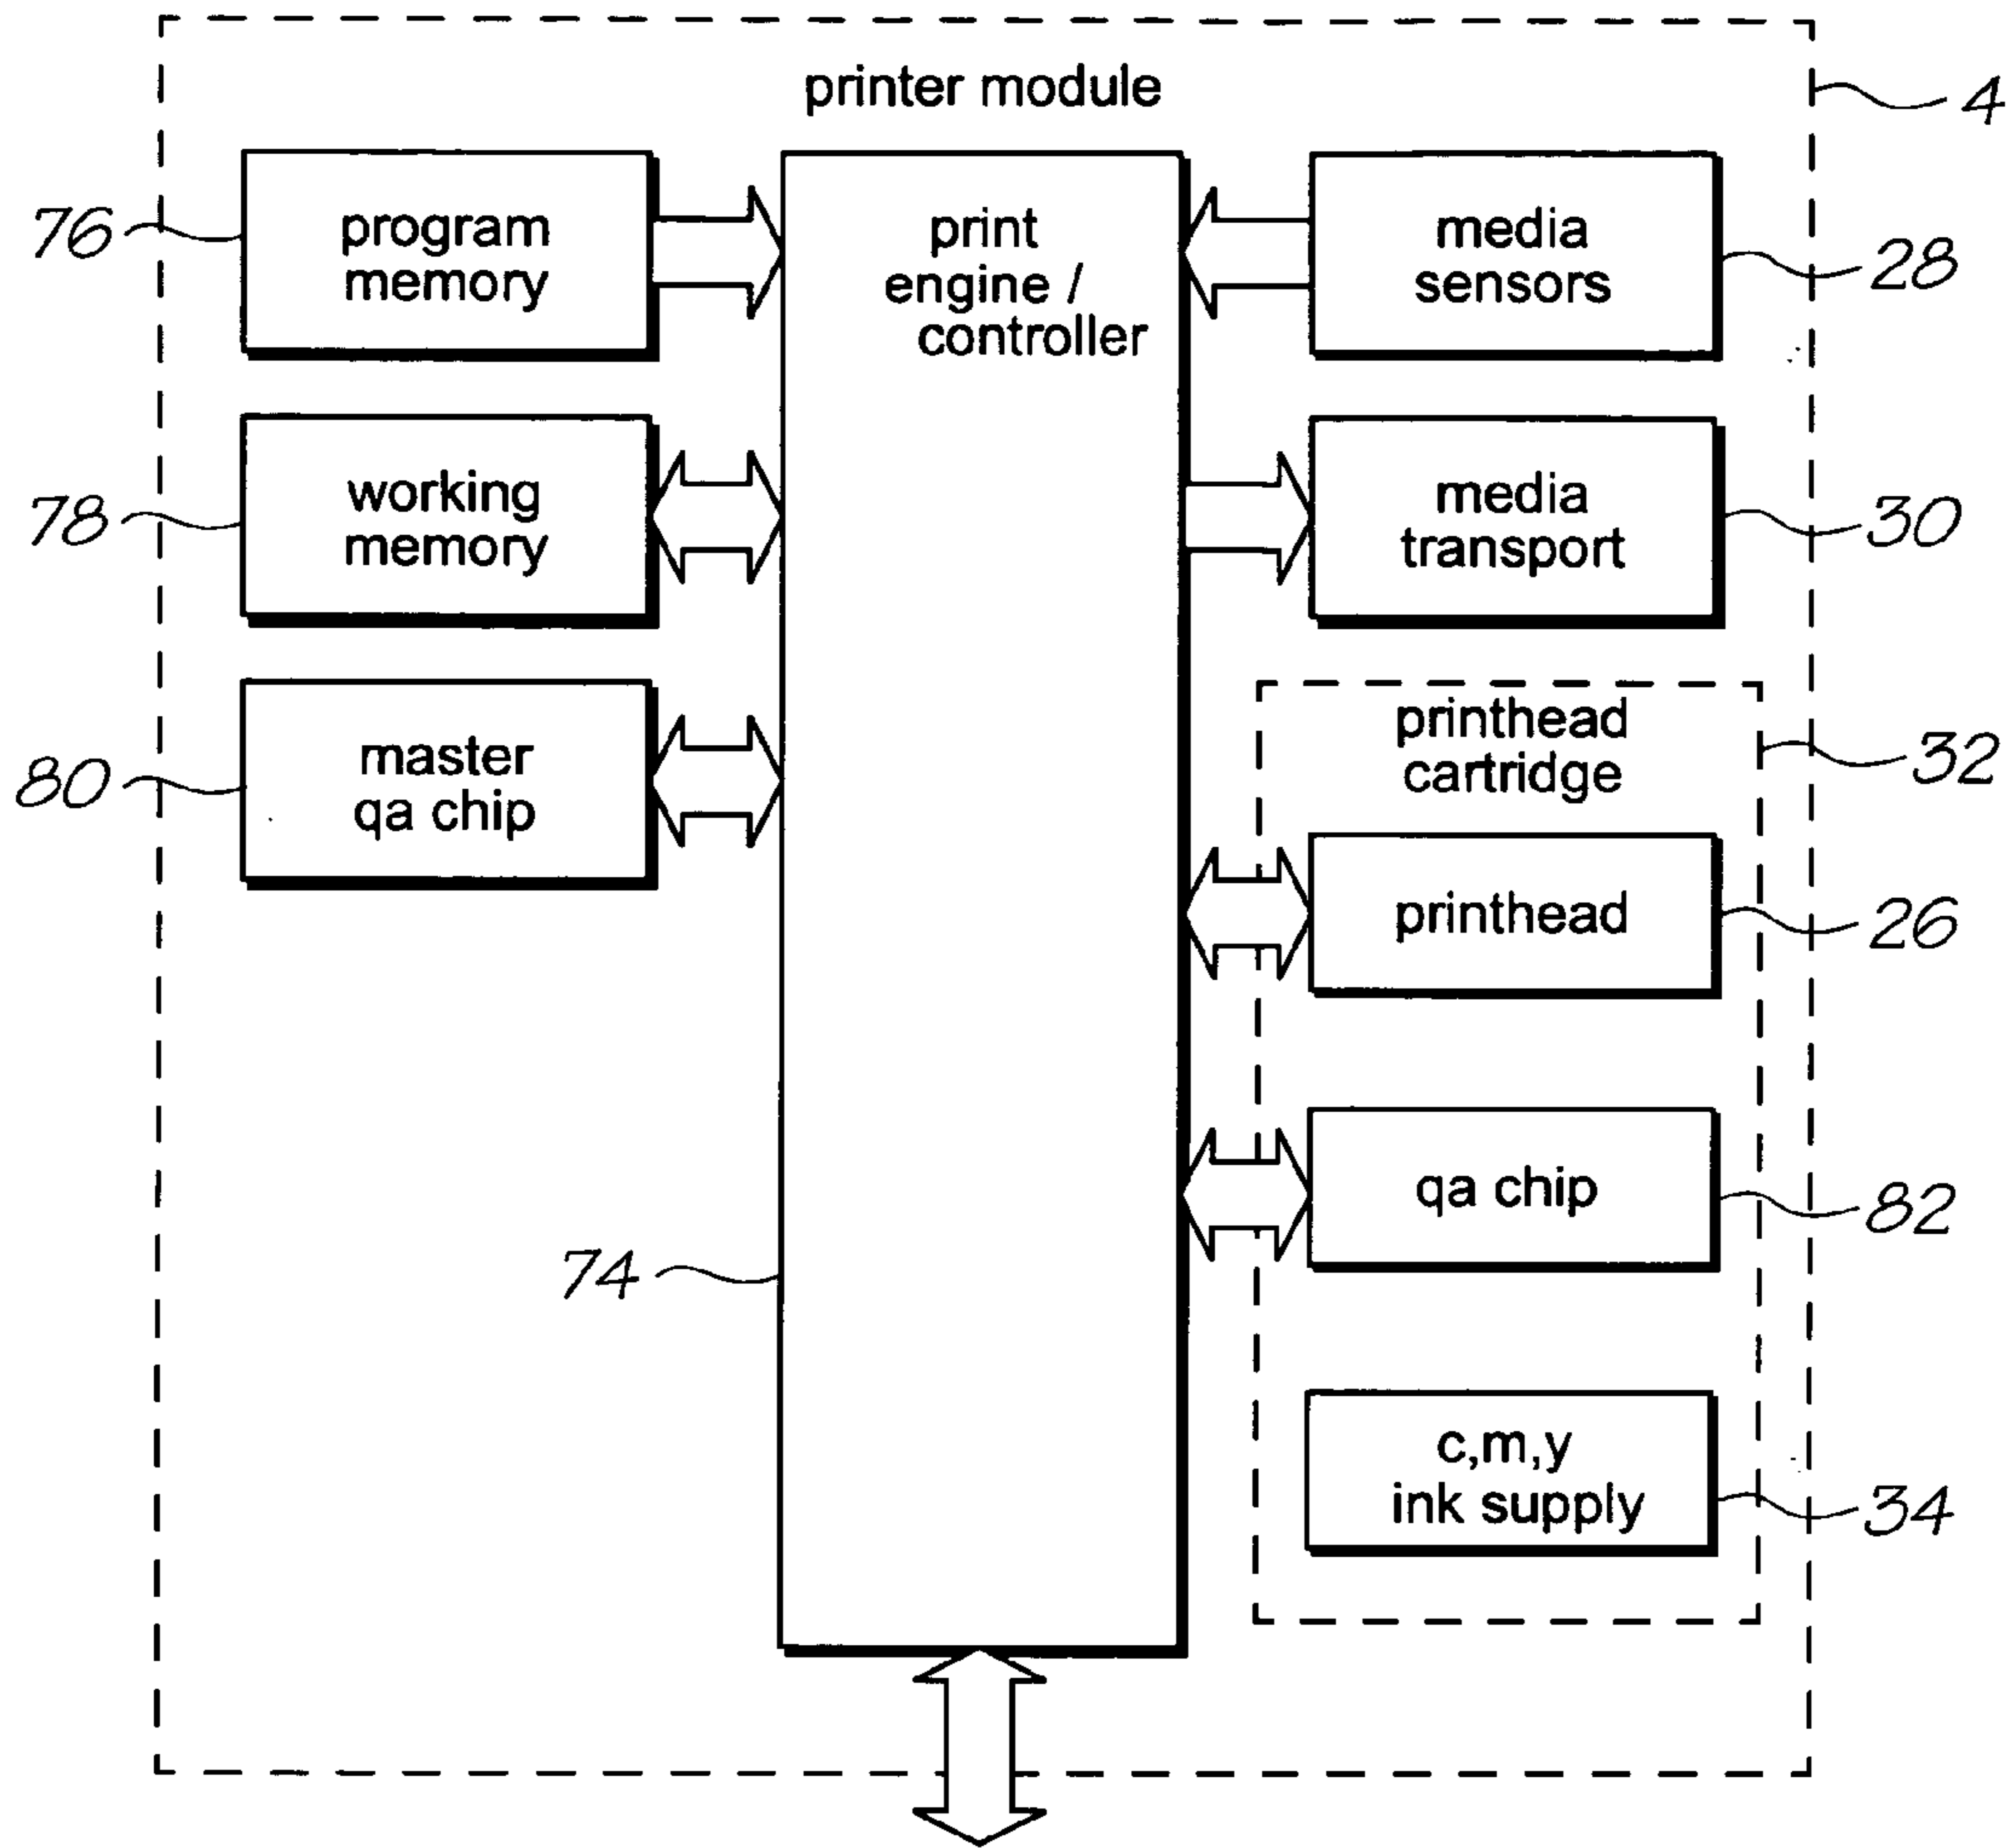 printer module
4
76
program
memory
print
engine /
controller
media
sensors
28
78
working
memory
media
transport
30
80
master
qa chip
printhead
cartridge
32
printhead
26
qa chip
82
74
c,m,y
ink supply
34